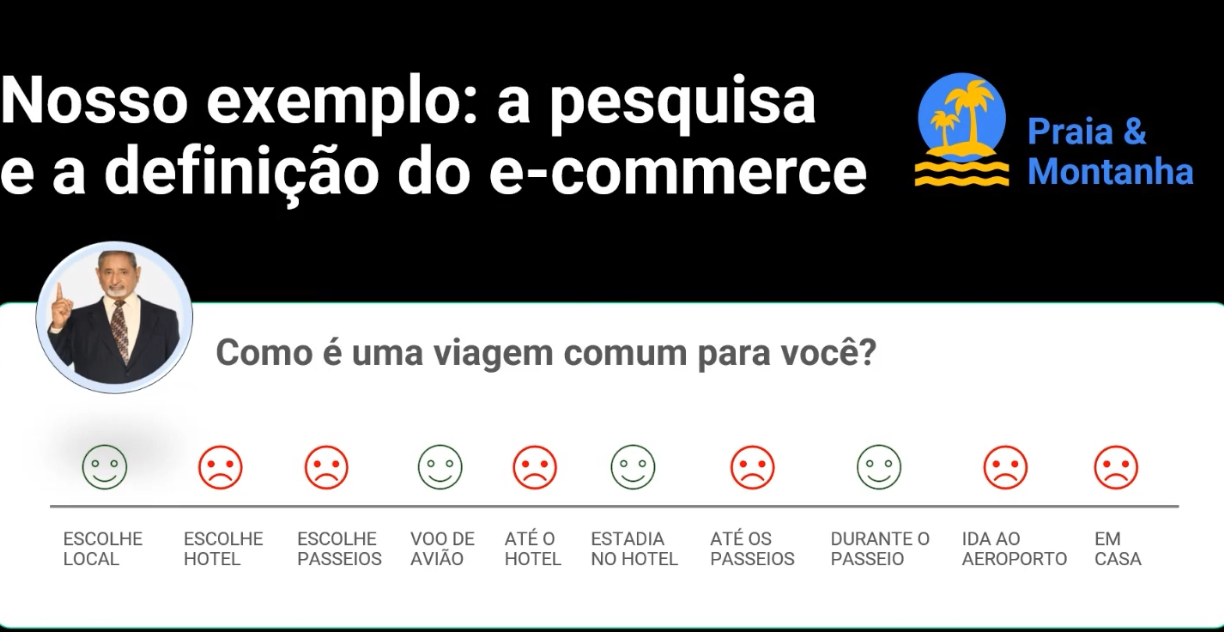 Nosso exemplo: a pesquisa
e a definição do e-commerce
Praia &
Montanha
Como é uma viagem comum para você?
ESCOLHE
LOCAL
ESCOLHE
HOTEL
ESCOLHE
PASSEIOS
VOO DE
AVIÃO
ATÉ O
HOTEL
ESTADIA
NO HOTEL
ATÉ OS
PASSEIOS
DURANTE O
PASSEIO
IDA AO
AEROPORTO
EM
CASA